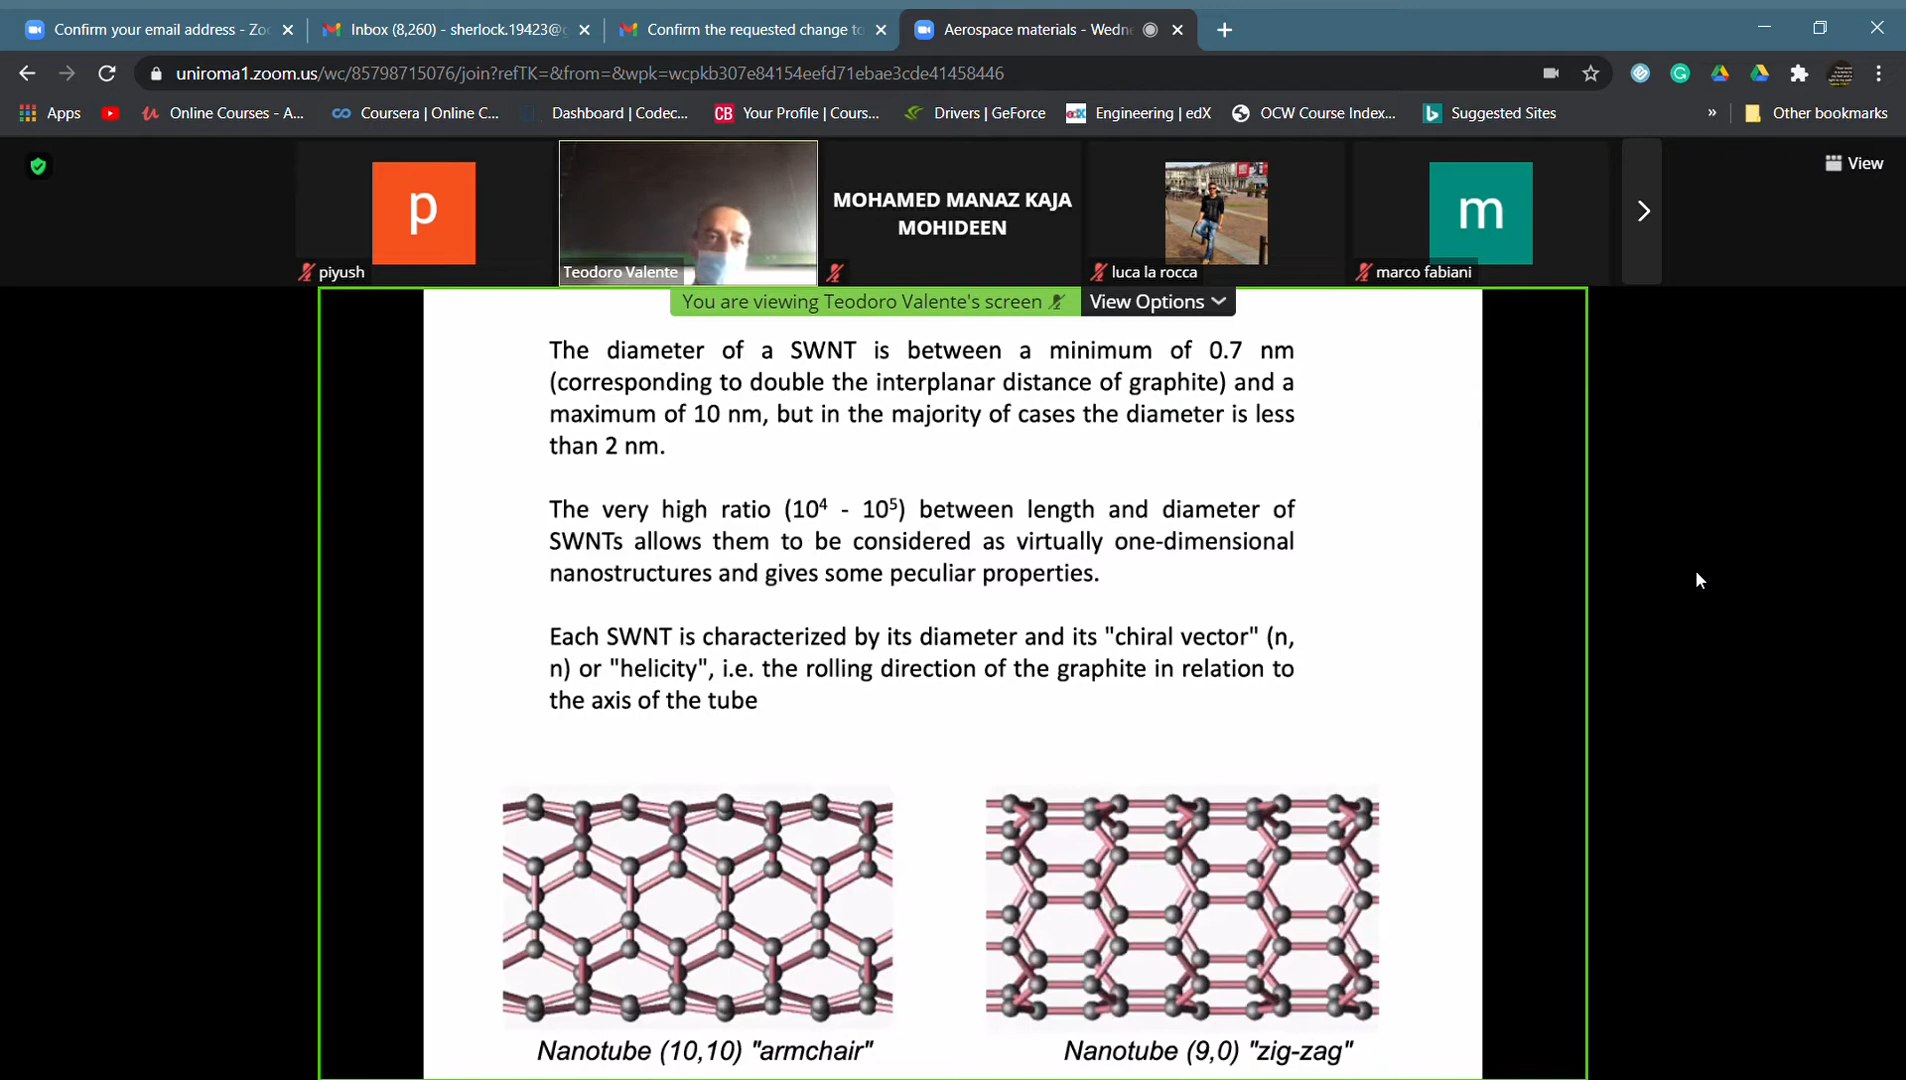 Confirm your email address - Zoo
Inbox (8,260) - sherlock.19423@g
Confirm the requested change to
Aerospace materials - Wedne
uniroma1.zoom.us/wc/85798715076/join?refTK=&from=&wpk=wcpkb307e84154eefd71ebae3cde41458446
Apps
Online Courses - A...
Coursera | Online C...
Dashboard | Codec...
CB
Your Profile | Cours...
Drivers | GeForce
edX
Engineering | edX
OCW Course Index...
Suggested Sites
»
Other bookmarks
p
piyush
Teodoro Valente
MOHAMED MANAZ KAJA
MOHIDEEN
luca la rocca
m
marco fabiani
View
You are viewing Teodoro Valente's screen
View Options
The diameter of a SWNT is between a minimum of 0.7 nm
(corresponding to double the interplanar distance of graphite) and a
maximum of 10 nm, but in the majority of cases the diameter is less
than 2 nm.
The very high ratio (10⁴ - 10⁵) between length and diameter of
SWNTs allows them to be considered as virtually one-dimensional
nanostructures and gives some peculiar properties.
Each SWNT is characterized by its diameter and its "chiral vector" (n,
n) or "helicity", i.e. the rolling direction of the graphite in relation to
the axis of the tube
Nanotube (10,10) "armchair"
Nanotube (9,0) "zig-zag"